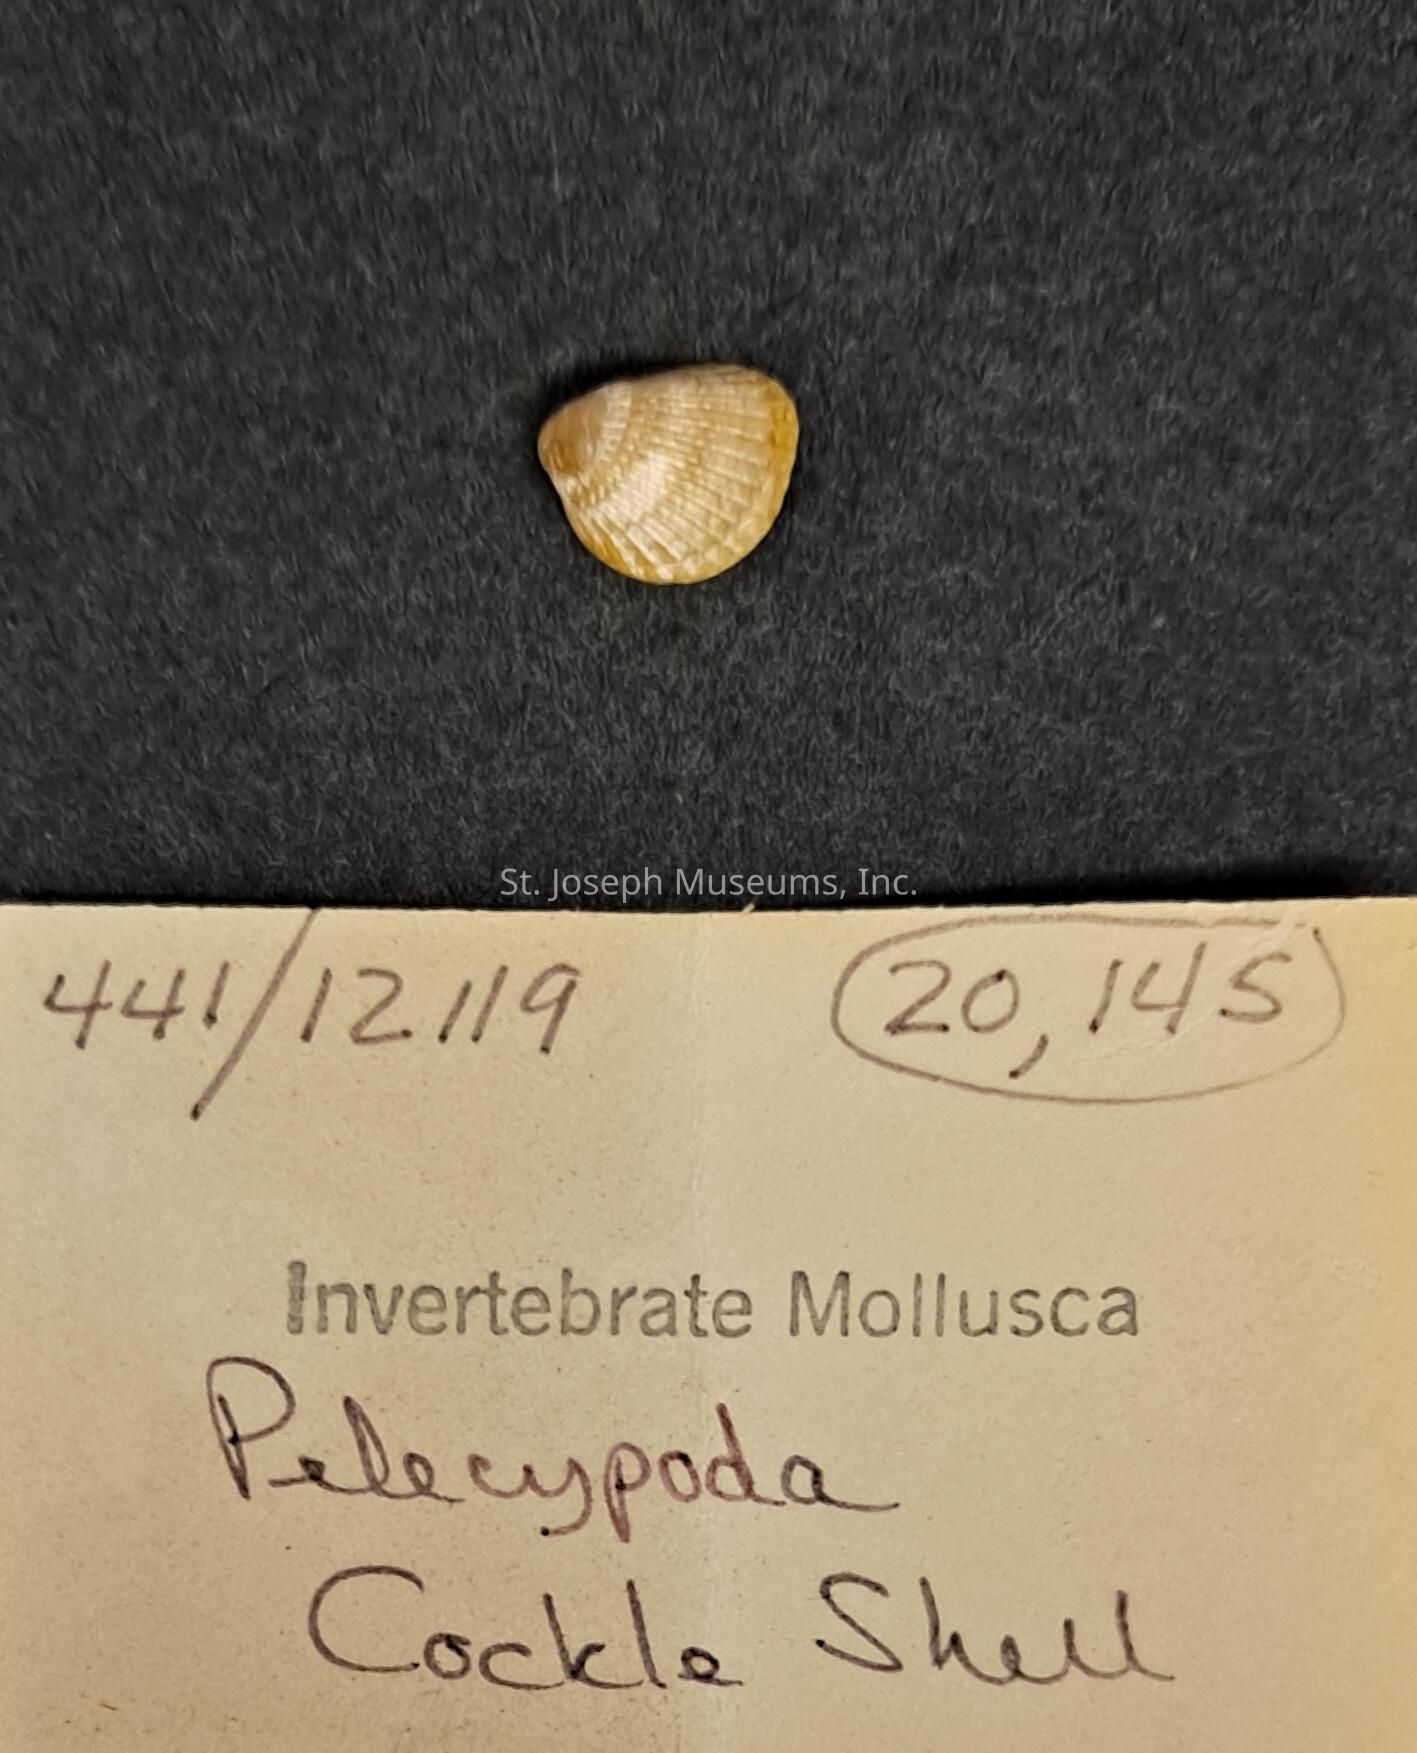 St. Joseph Museums, Inc.
441/12119 20,145
Invertebrate Mollusca
Pelecypoda
Cockle Shell